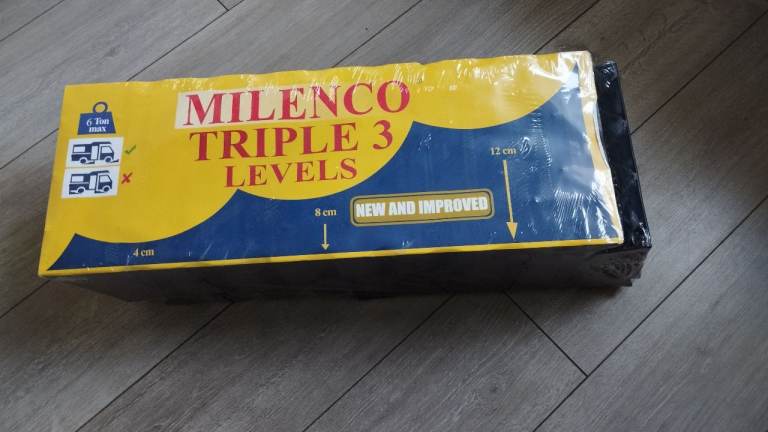 6 Ton
max
MILENCO
TRIPLE 3
LEVELS
12 cm
8 cm
NEW AND IMPROVED
4 cm